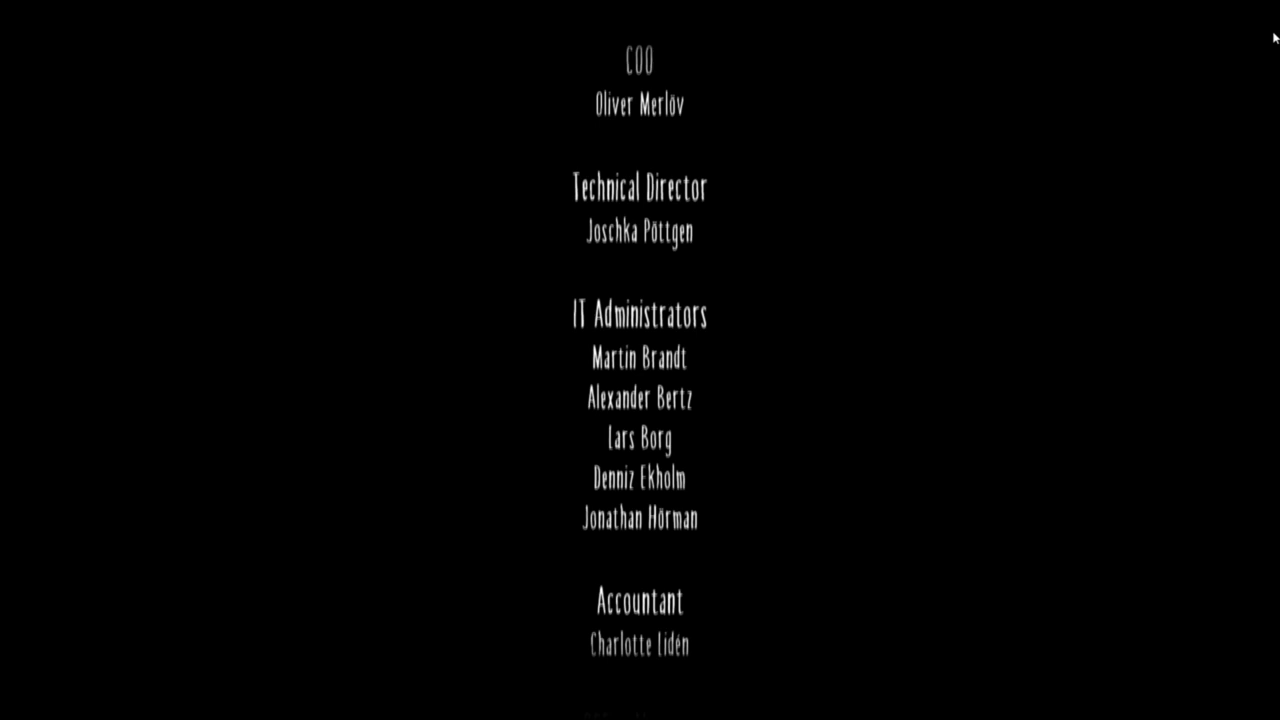 COO
Oliver Merlöv
Technical Director
Joschka Pöttgen
IT Administrators
Martin Brandt
Alexander Bertz
Lars Borg
Denniz Ekholm
Jonathan Hörman
Accountant
Charlotte Lidén